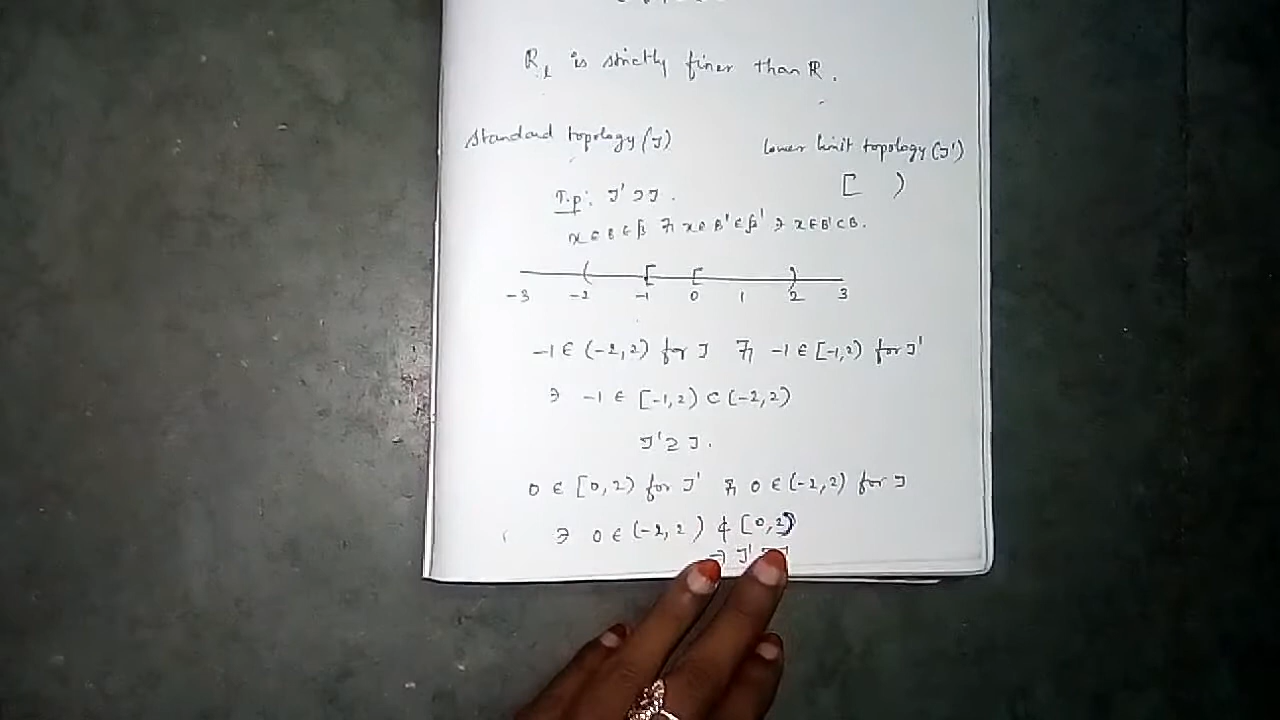 R_l is strictly finer than R.
Standard topology (J)
lower limit topology (J')
[ )
T.p: J' ⊃ J.
x ∈ B ∈ β ∃ x ∈ B' ∈ β' ∋ x ∈ B' ⊂ B.
-3 -2 -1 0 1 2 3
-1 ∈ (-2, 2) for J ∃ -1 ∈ [-1, 2) for J'
∋ -1 ∈ [-1, 2) ⊂ (-2, 2)
J' ⊇ J.
0 ∈ [0, 2) for J' ∃ 0 ∈ (-2, 2) for J
∋ 0 ∈ (-2, 2) ⊄ [0, 2)
⇒ J'